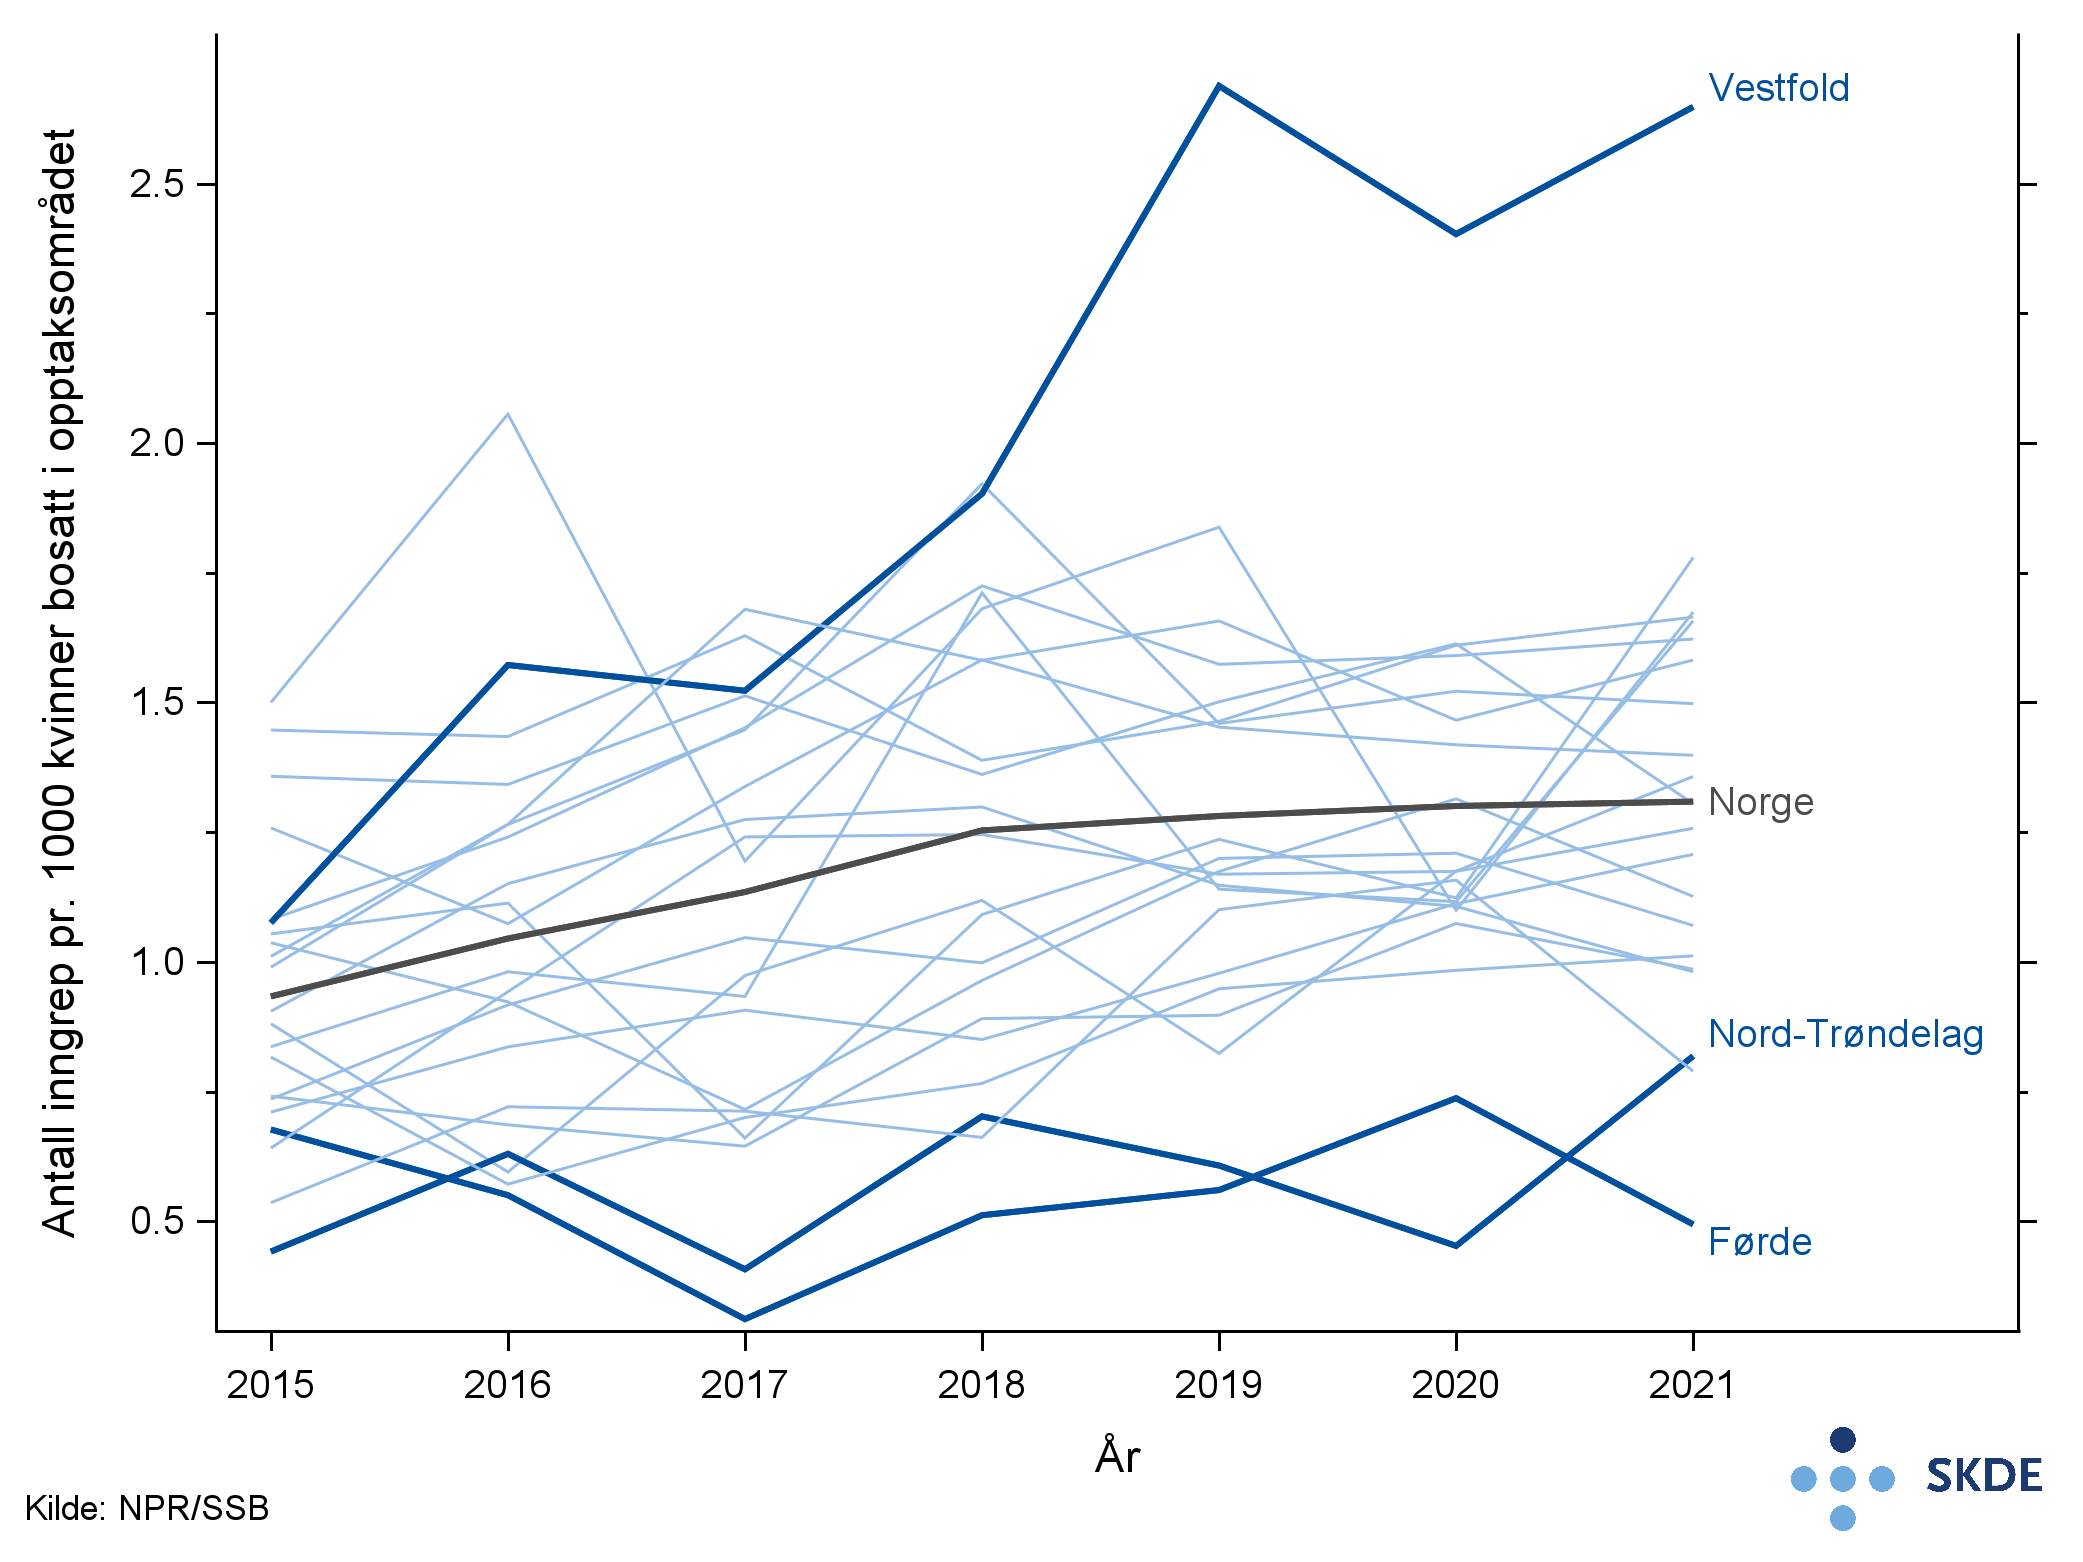 Antall inngrep pr. 1000 kvinner bosatt i opptaksområdet
2.5
2.0
1.5
1.0
0.5
Vestfold
Norge
Nord-Trøndelag
Førde
2015 2016 2017 2018 2019 2020 2021
År
Kilde: NPR/SSB
SKDE